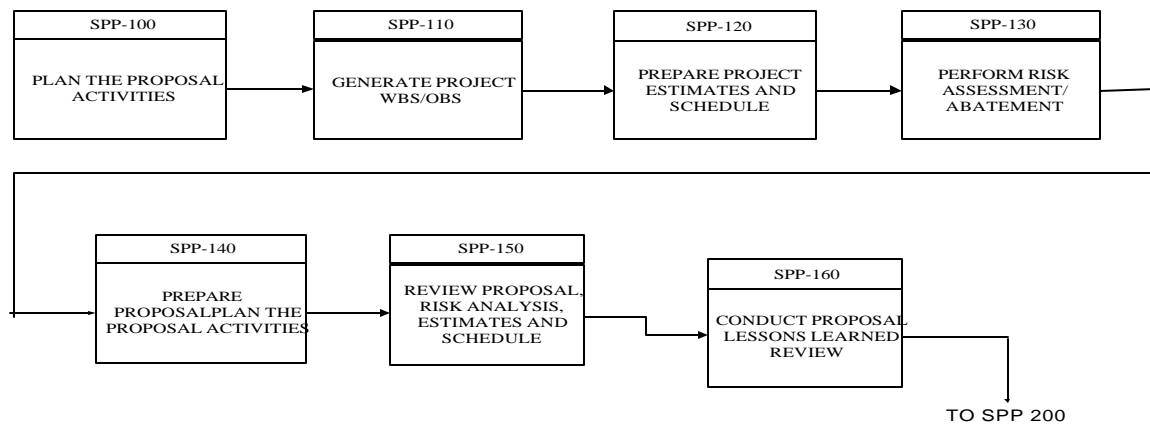 SPP-100
PLAN THE PROPOSAL
ACTIVITIES
SPP-110
GENERATE PROJECT
WBS/OBS
SPP-120
PREPARE PROJECT
ESTIMATES AND
SCHEDULE
SPP-130
PERFORM RISK
ASSESSMENT/
ABATEMENT
SPP-140
PREPARE
PROPOSALPLAN THE
PROPOSAL ACTIVITIES
SPP-150
REVIEW PROPOSAL,
RISK ANALYSIS,
ESTIMATES AND
SCHEDULE
SPP-160
CONDUCT PROPOSAL
LESSONS LEARNED
REVIEW
TO SPP 200